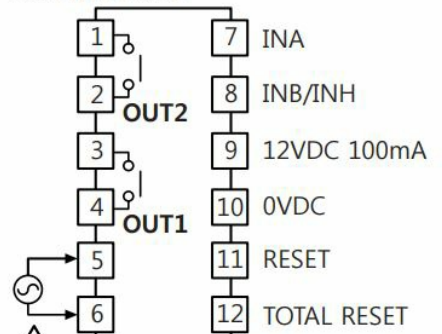 1 7 INA
2 8 INB/INH
OUT2
3 9 12VDC 100mA
4 10 0VDC
OUT1
5 11 RESET
6 12 TOTAL RESET